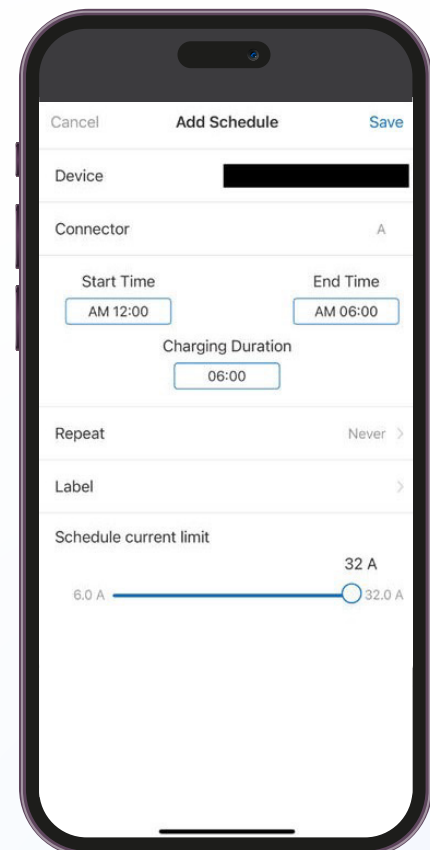 Cancel Add Schedule Save
Device
Connector A
Start Time End Time
AM 12:00 AM 06:00
Charging Duration
06:00
Repeat Never
Label
Schedule current limit
32 A
6.0 A 32.0 A